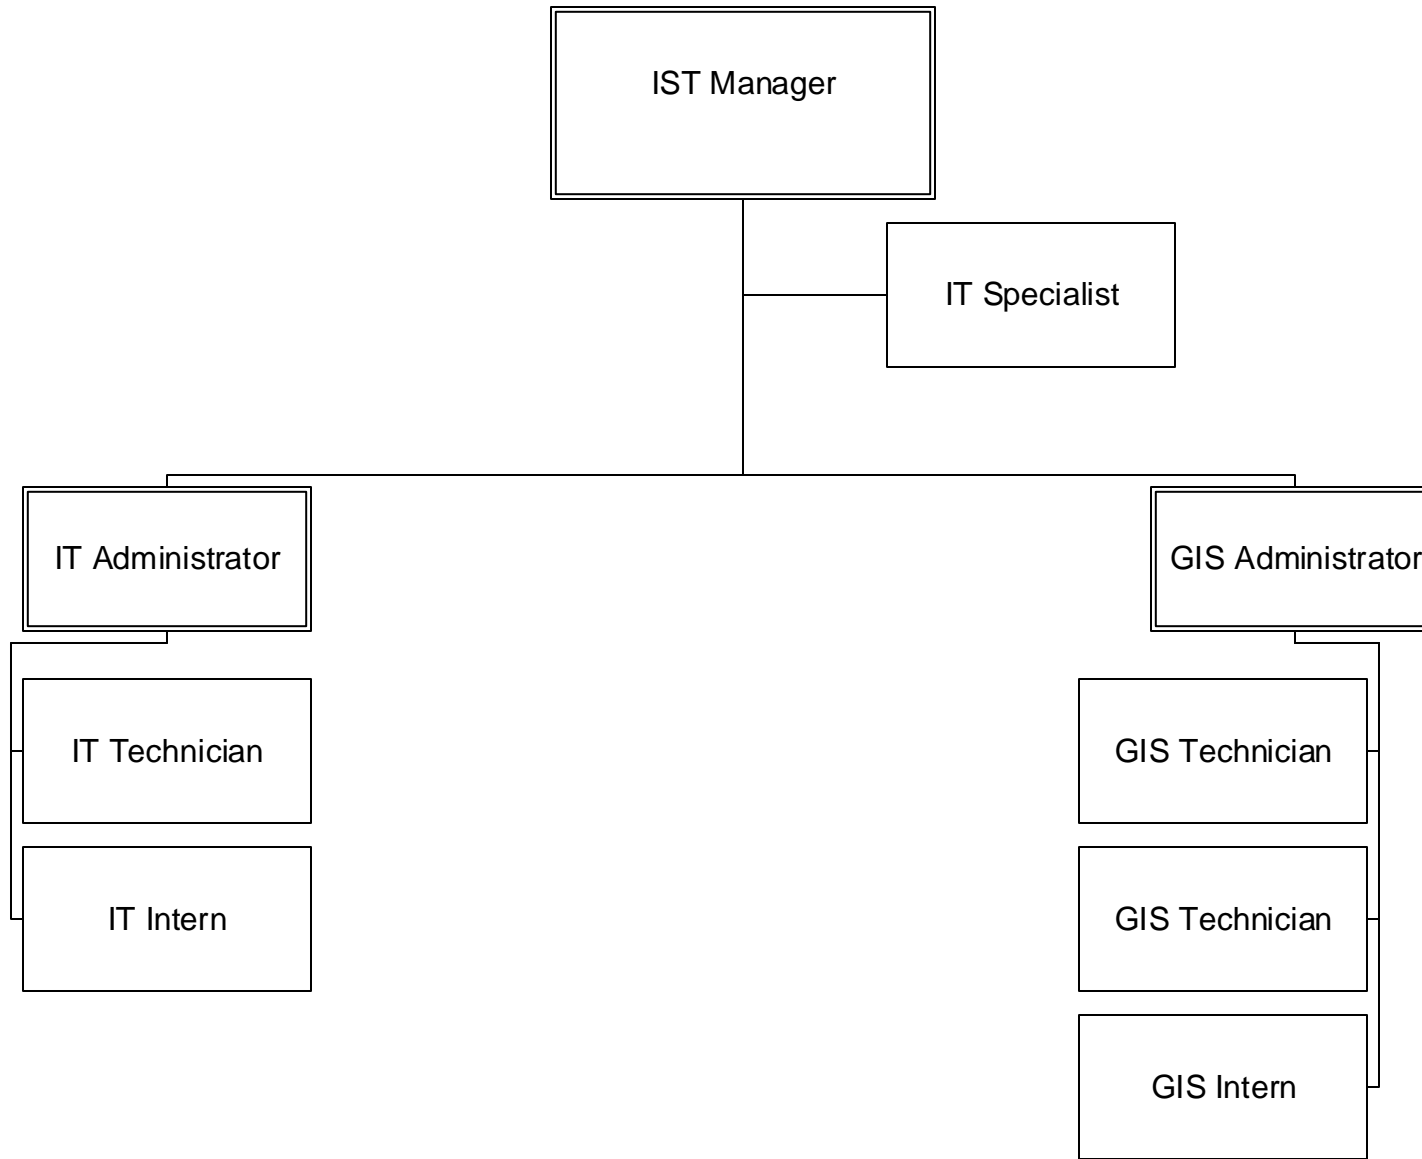 IST Manager
IT Specialist
IT Administrator
GIS Administrator
IT Technician
GIS Technician
IT Intern
GIS Technician
GIS Intern